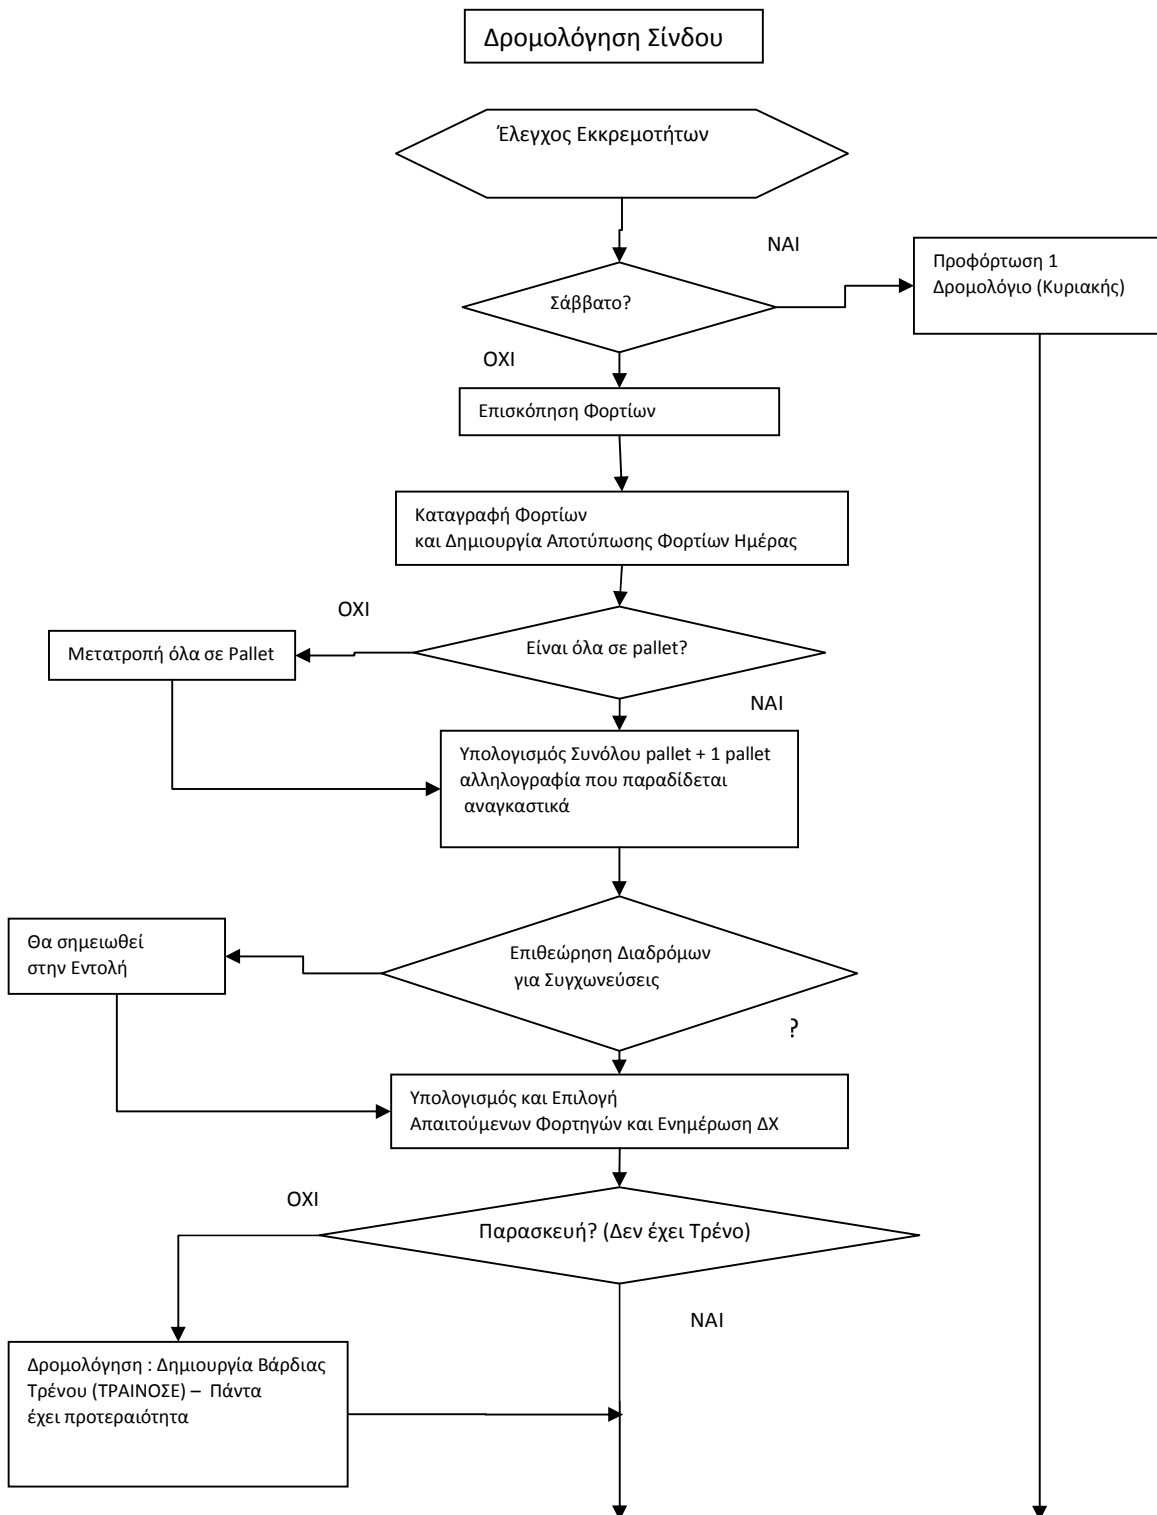 Δρομολόγηση Σίνδου
Έλεγχος Εκκρεμοτήτων
ΝΑΙ
Προφόρτωση 1
Δρομολόγιο (Κυριακής)
Σάββατο?
ΟΧΙ
Επισκόπηση Φορτίων
Καταγραφή Φορτίων
και Δημιουργία Αποτύπωσης Φορτίων Ημέρας
ΟΧΙ
Μετατροπή όλα σε Pallet
Είναι όλα σε pallet?
ΝΑΙ
Υπολογισμός Συνόλου pallet + 1 pallet
αλληλογραφία που παραδίδεται
αναγκαστικά
Θα σημειωθεί
στην Εντολή
Επιθεώρηση Διαδρόμων
για Συγχωνεύσεις
?
Υπολογισμός και Επιλογή
Απαιτούμενων Φορτηγών και Ενημέρωση ΔΧ
ΟΧΙ
Παρασκευή? (Δεν έχει Τρένο)
ΝΑΙ
Δρομολόγηση : Δημιουργία Βάρδιας
Τρένου (ΤΡΑΙΝΟΣΕ) – Πάντα
έχει προτεραιότητα